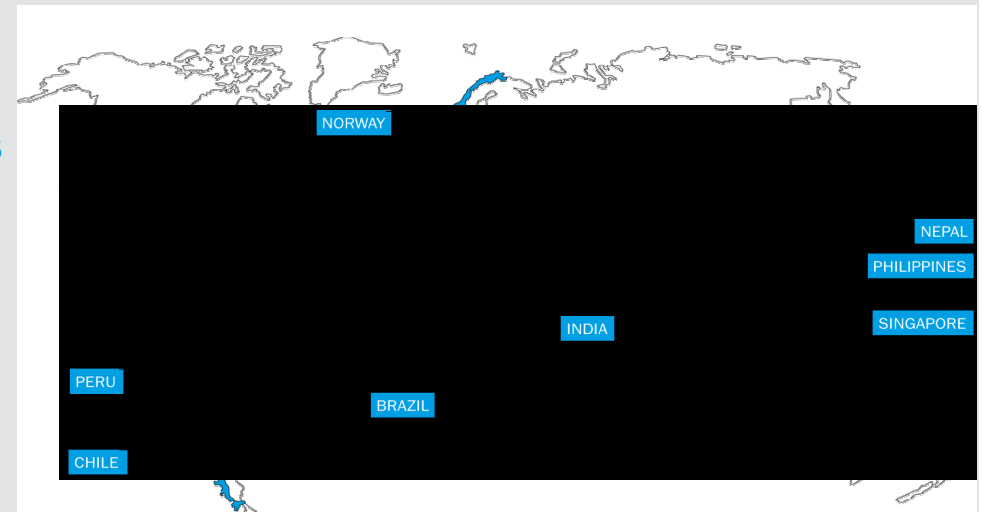 NORWAY
NEPAL
PHILIPPINES
SINGAPORE
INDIA
PERU
BRAZIL
CHILE